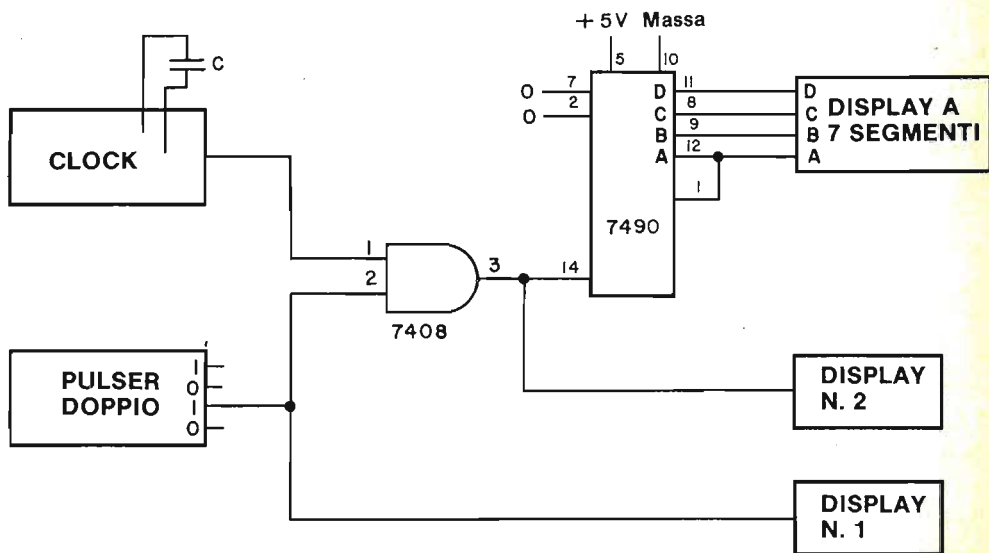 + 5V Massa
5 10
C
7
0
2
0
D 11 D
C 8 C
B 9 B
A 12 A
1
DISPLAY A
7 SEGMENTI
CLOCK
7490
1
2
3
14
7408
PULSER
DOPPIO
1
0
1
0
DISPLAY
N. 2
DISPLAY
N. 1